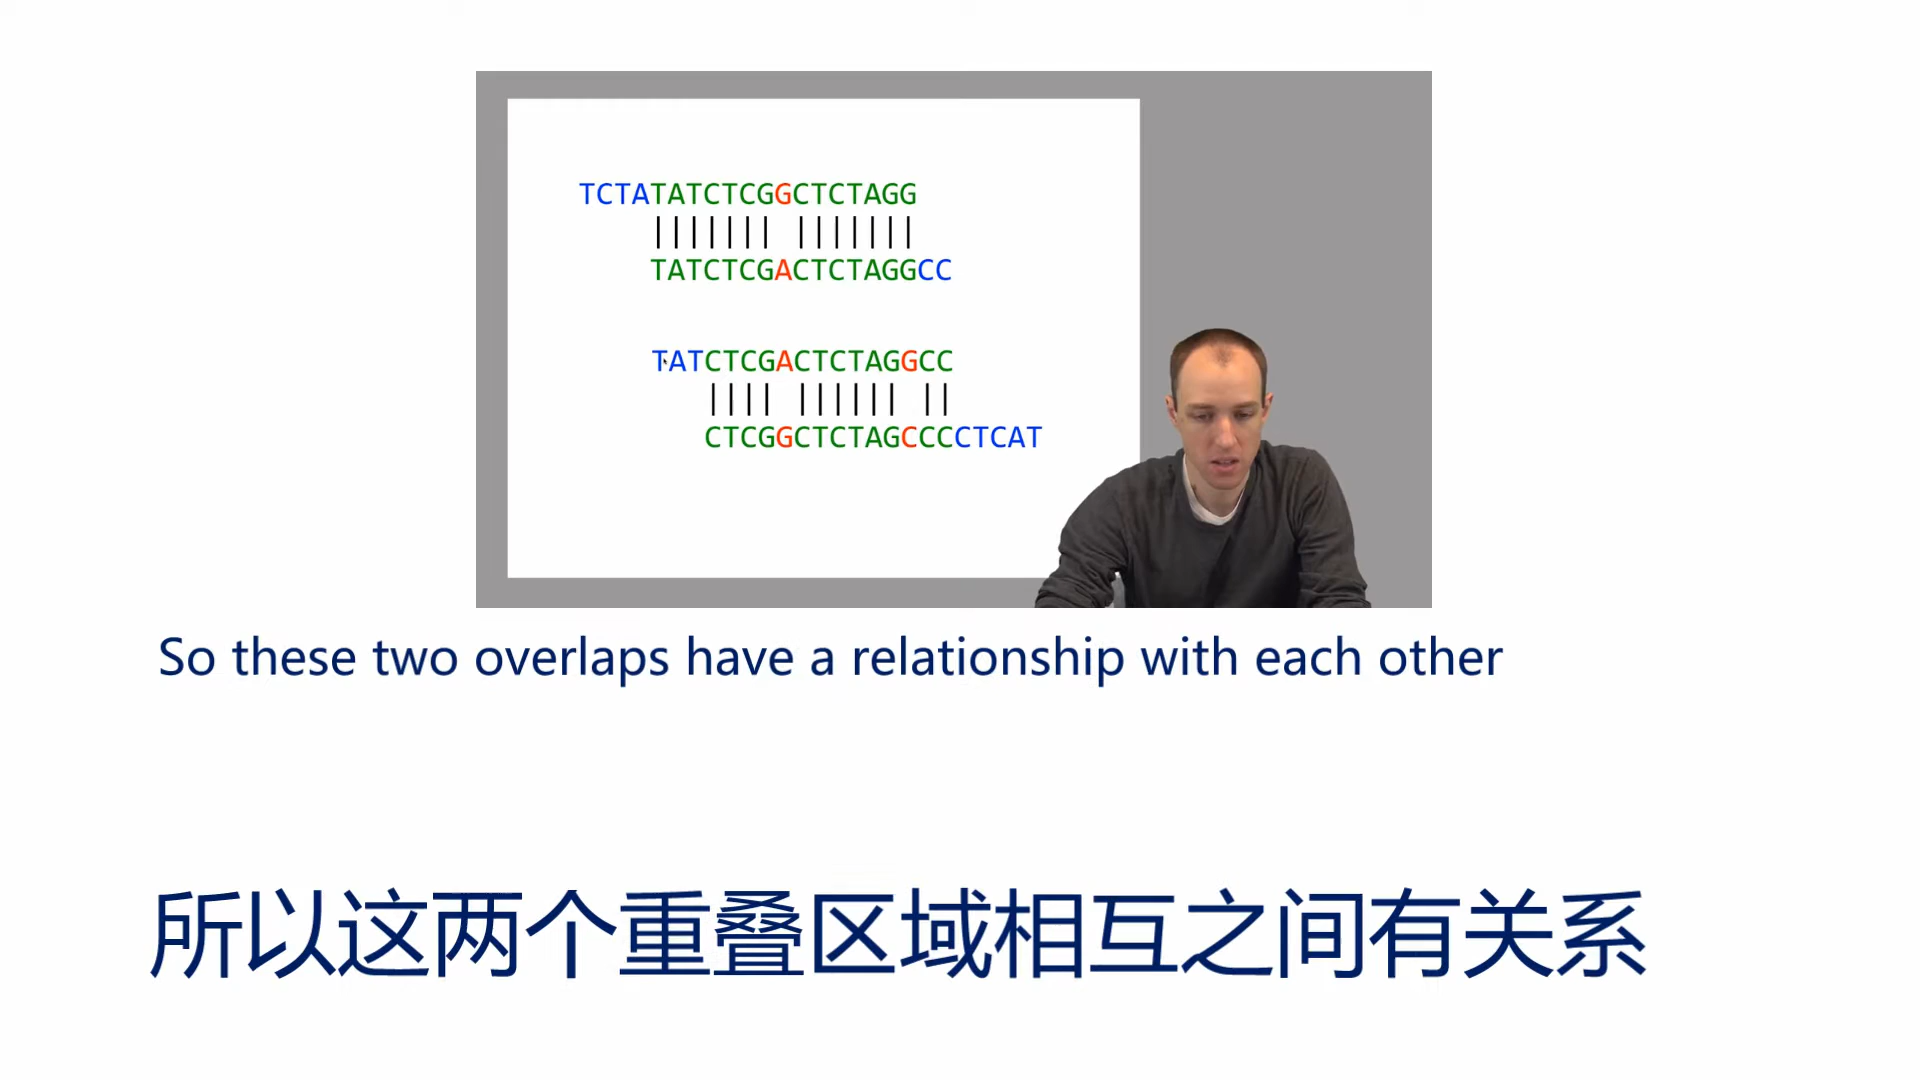 TCTATATCTCGGCTCTAGG
||||||| |||||||
TATCTCGACTCTAGGCC
TATCTCGACTCTAGGCC
|||| |||||| ||
CTCGGCTCTAGCCCCTCAT
So these two overlaps have a relationship with each other
所以这两个重叠区域相互之间有关系